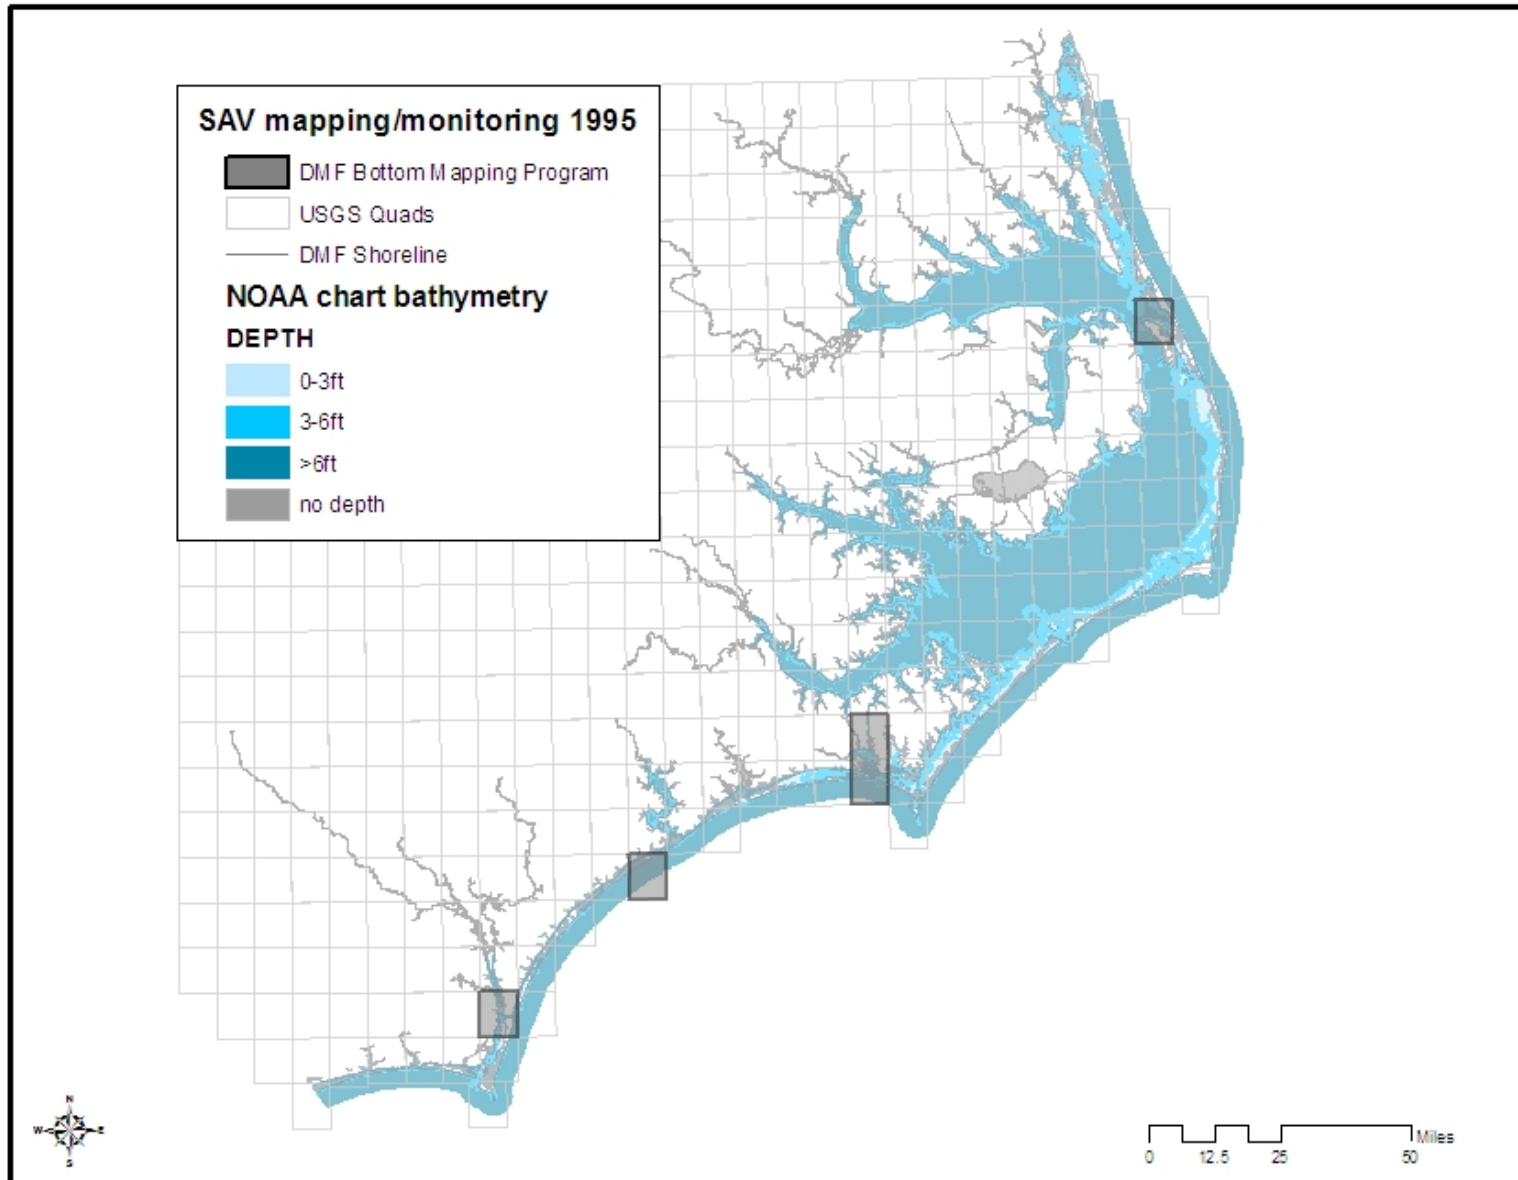 SAV mapping/monitoring 1995
DMF Bottom Mapping Program
USGS Quads
DMF Shoreline
NOAA chart bathymetry
DEPTH
0-3ft
3-6ft
>6ft
no depth
N
W E
S
Miles
0 12.5 25 50